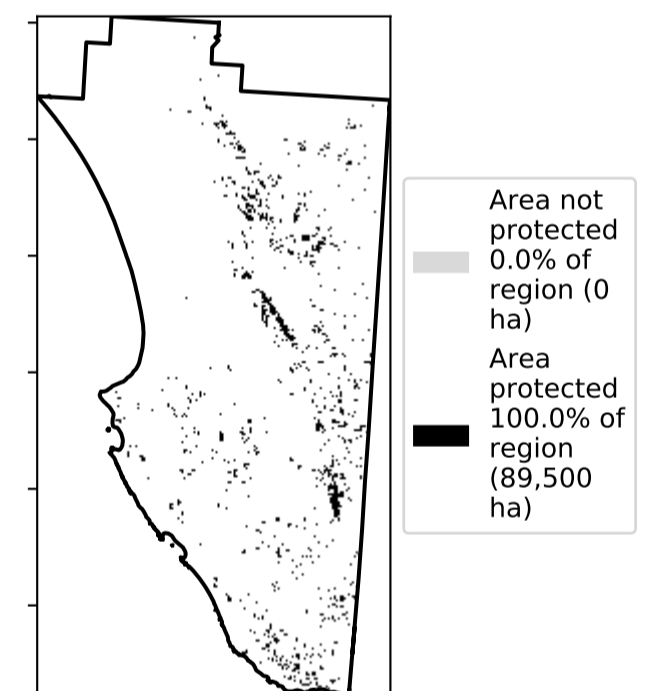 Area not
protected
0.0% of
region (0
ha)
Area
protected
100.0% of
region
(89,500
ha)